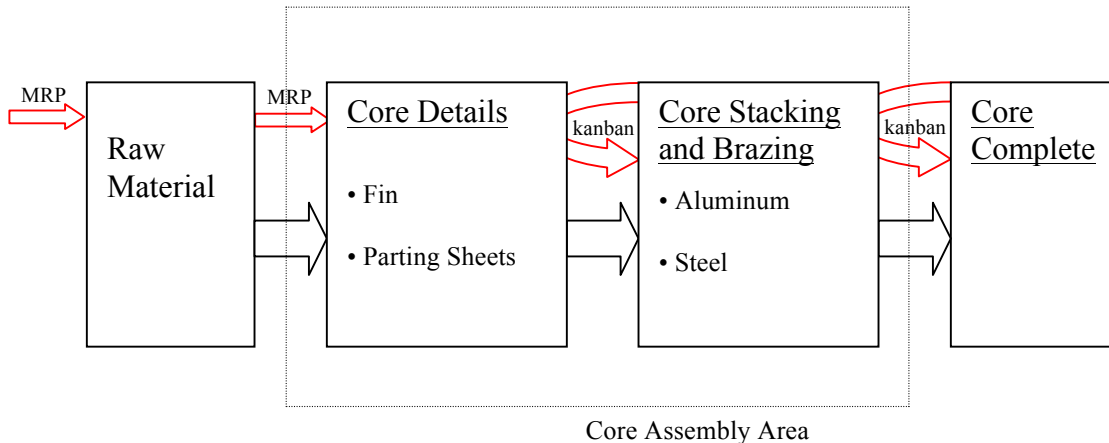 MRP
Raw
Material
MRP
Core Details
• Fin
• Parting Sheets
kanban
Core Stacking
and Brazing
• Aluminum
• Steel
kanban
Core
Complete
Core Assembly Area